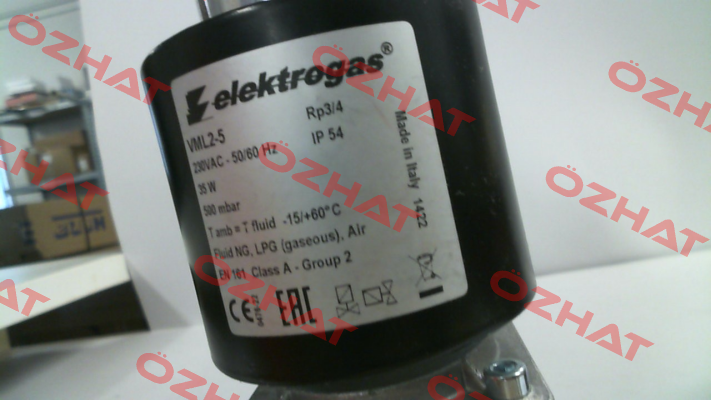 elektrogas®
VML2-5
Rp3/4
230VAC - 50/60 Hz
IP 54
35 W
500 mbar
T amb = T fluid -15/+60°C
Fluid NG, LPG (gaseous), Air
EN 161 Class A - Group 2
Made in Italy 1422
CE
EAC
ÖZHAT
ÖZHAT
ÖZHAT
ÖZHAT
ÖZHAT
ÖZHAT
ÖZHAT
ÖZHAT
ÖZHAT
ÖZHAT